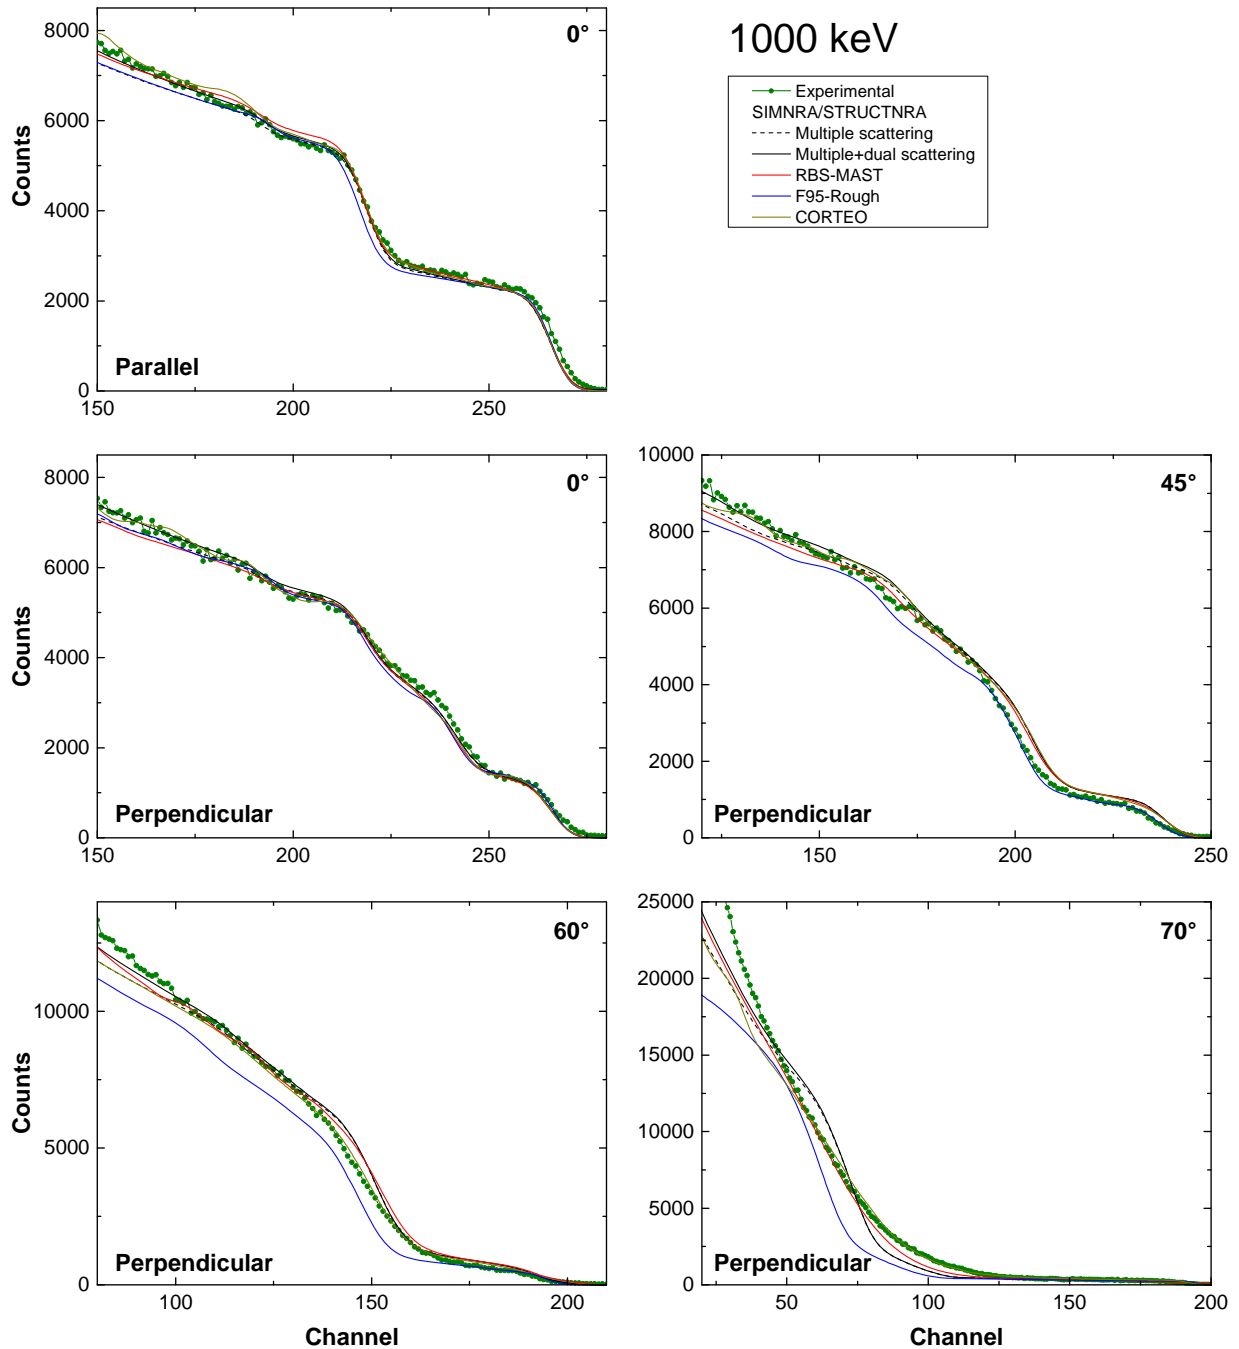 1000 keV
Experimental
SIMNRA/STRUCTNRA
Multiple scattering
Multiple+dual scattering
RBS-MAST
F95-Rough
CORTEO
8000
6000
4000
2000
0
Counts
0°
Parallel
150
200
250
8000
6000
4000
2000
0
Counts
0°
Perpendicular
150
200
250
10000
8000
6000
4000
2000
0
45°
Perpendicular
150
200
250
10000
5000
0
Counts
60°
Perpendicular
100
150
200
Channel
25000
20000
15000
10000
5000
0
70°
Perpendicular
50
100
150
200
Channel